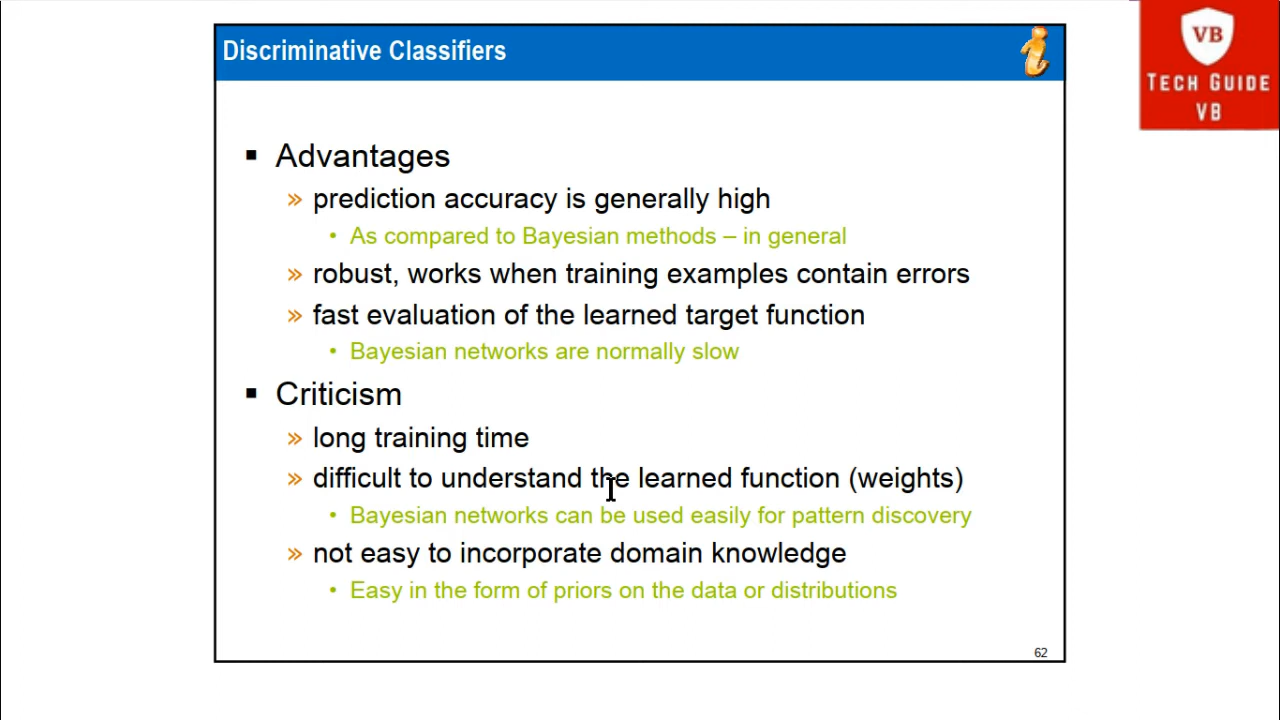 Discriminative Classifiers
VB
TECH GUIDE
VB
▪ Advantages
» prediction accuracy is generally high
• As compared to Bayesian methods – in general
» robust, works when training examples contain errors
» fast evaluation of the learned target function
• Bayesian networks are normally slow
▪ Criticism
» long training time
» difficult to understand the learned function (weights)
• Bayesian networks can be used easily for pattern discovery
» not easy to incorporate domain knowledge
• Easy in the form of priors on the data or distributions
62